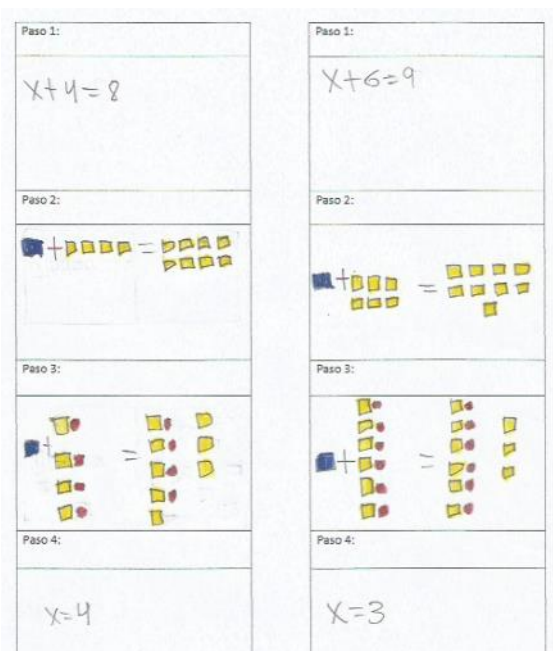 Paso 1:
x+4=8
Paso 2:
+ =
Paso 3:
+ =
Paso 4:
x=4
Paso 1:
x+6=9
Paso 2:
+ =
Paso 3:
+ =
Paso 4:
x=3